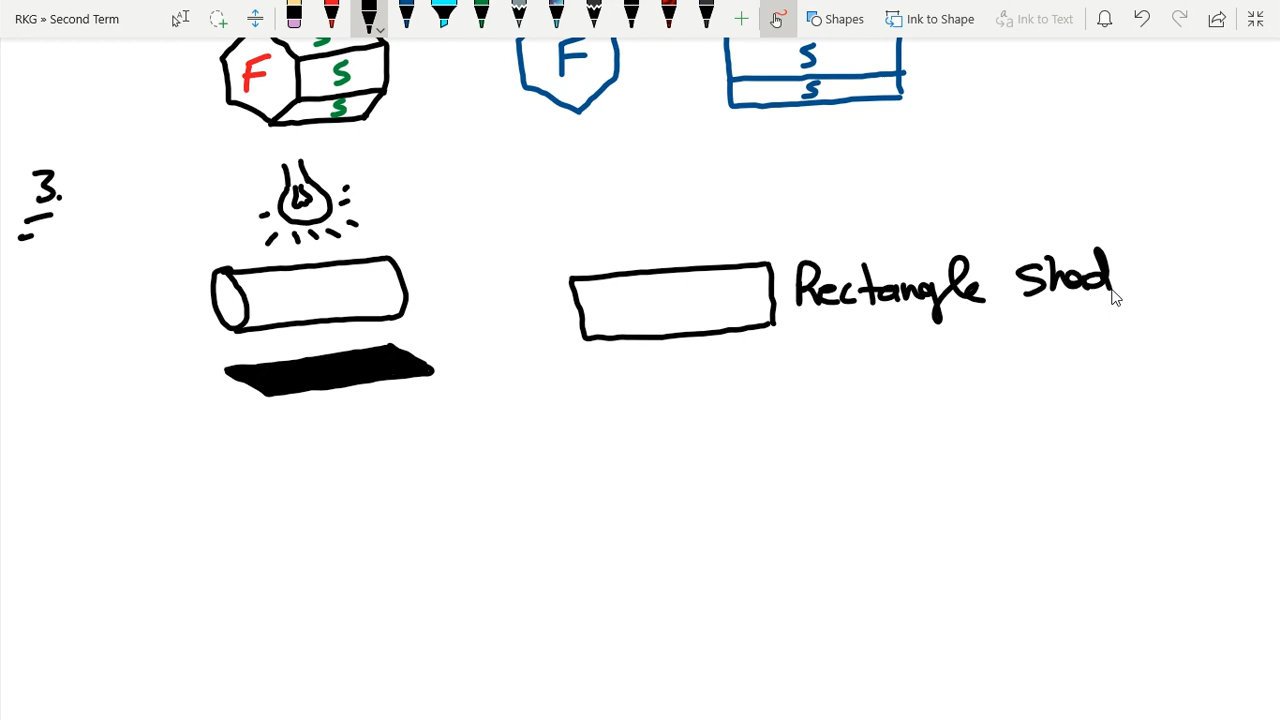 RKG » Second Term
Shapes
Ink to Shape
Ink to Text
S
F S
S
F
S
S
3.
Rectangle Shad